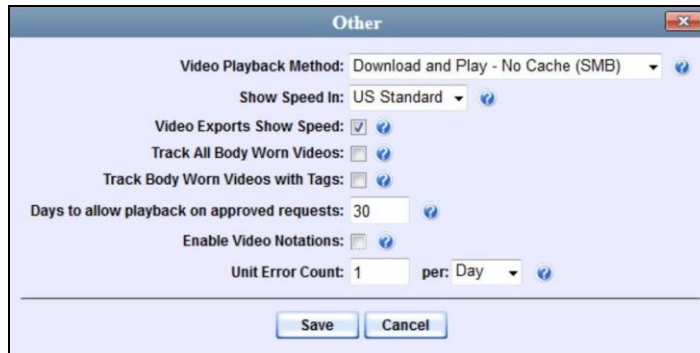 Other
Video Playback Method: Download and Play - No Cache (SMB)
Show Speed In: US Standard
Video Exports Show Speed:
Track All Body Worn Videos:
Track Body Worn Videos with Tags:
Days to allow playback on approved requests: 30
Enable Video Notations:
Unit Error Count: 1 per: Day
Save Cancel